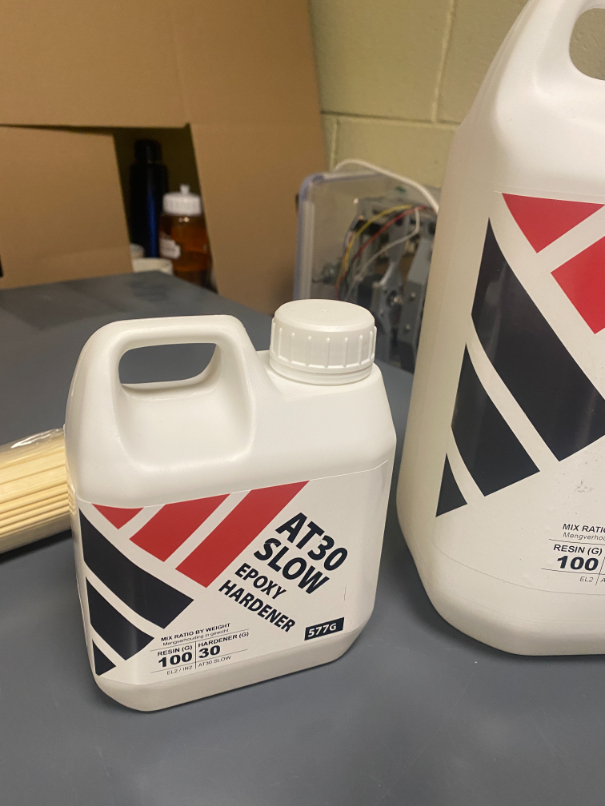 AT30
SLOW
EPOXY
HARDENER
577G
MIX RATIO BY WEIGHT
Mengverhouding in gewicht
RESIN (G) HARDENER (G)
100 30
EL2 / IN2 AT30 SLOW
MIX RATIO
RESIN (G)
100
EL2